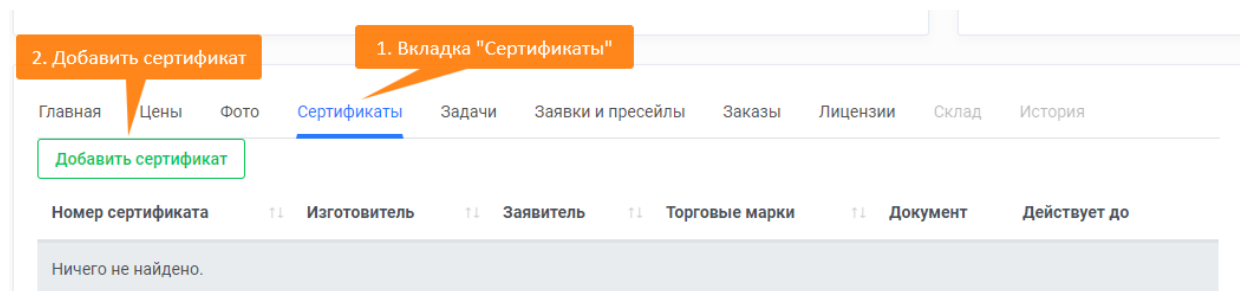 1. Вкладка "Сертификаты"
2. Добавить сертификат
Главная Цены Фото Сертификаты Задачи Заявки и пресейлы Заказы Лицензии Склад История
Добавить сертификат
Номер сертификата ↑↓ Изготовитель ↑↓ Заявитель ↑↓ Торговые марки ↑↓ Документ Действует до
Ничего не найдено.